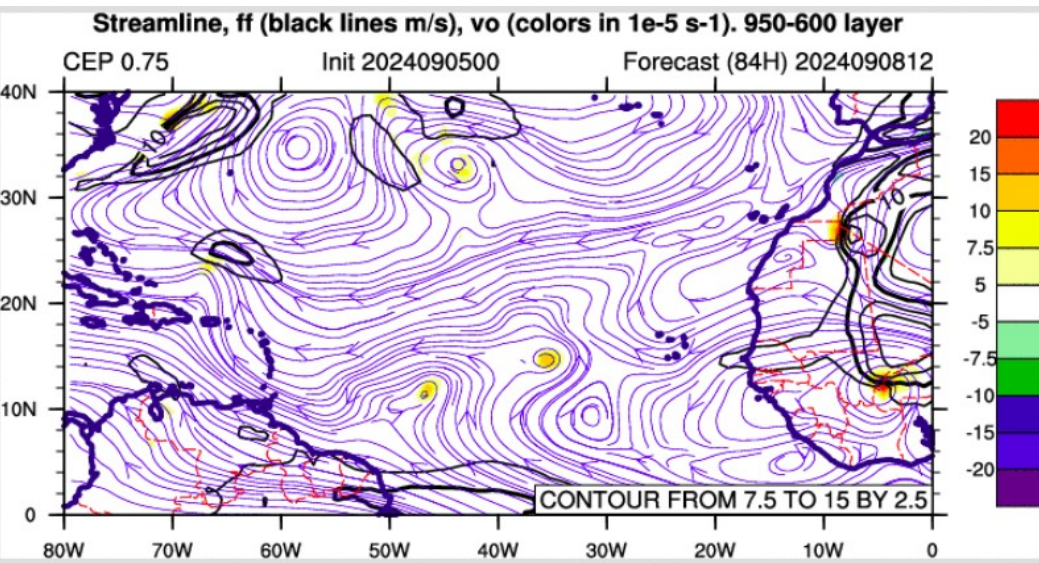 Streamline, ff (black lines m/s), vo (colors in 1e-5 s-1). 950-600 layer
CEP 0.75 Init 2024090500 Forecast (84H) 2024090812
40N
30N
20N
10N
0
10
10
20
15
10
7.5
5
-5
-7.5
-10
-15
-20
CONTOUR FROM 7.5 TO 15 BY 2.5
80W 70W 60W 50W 40W 30W 20W 10W 0